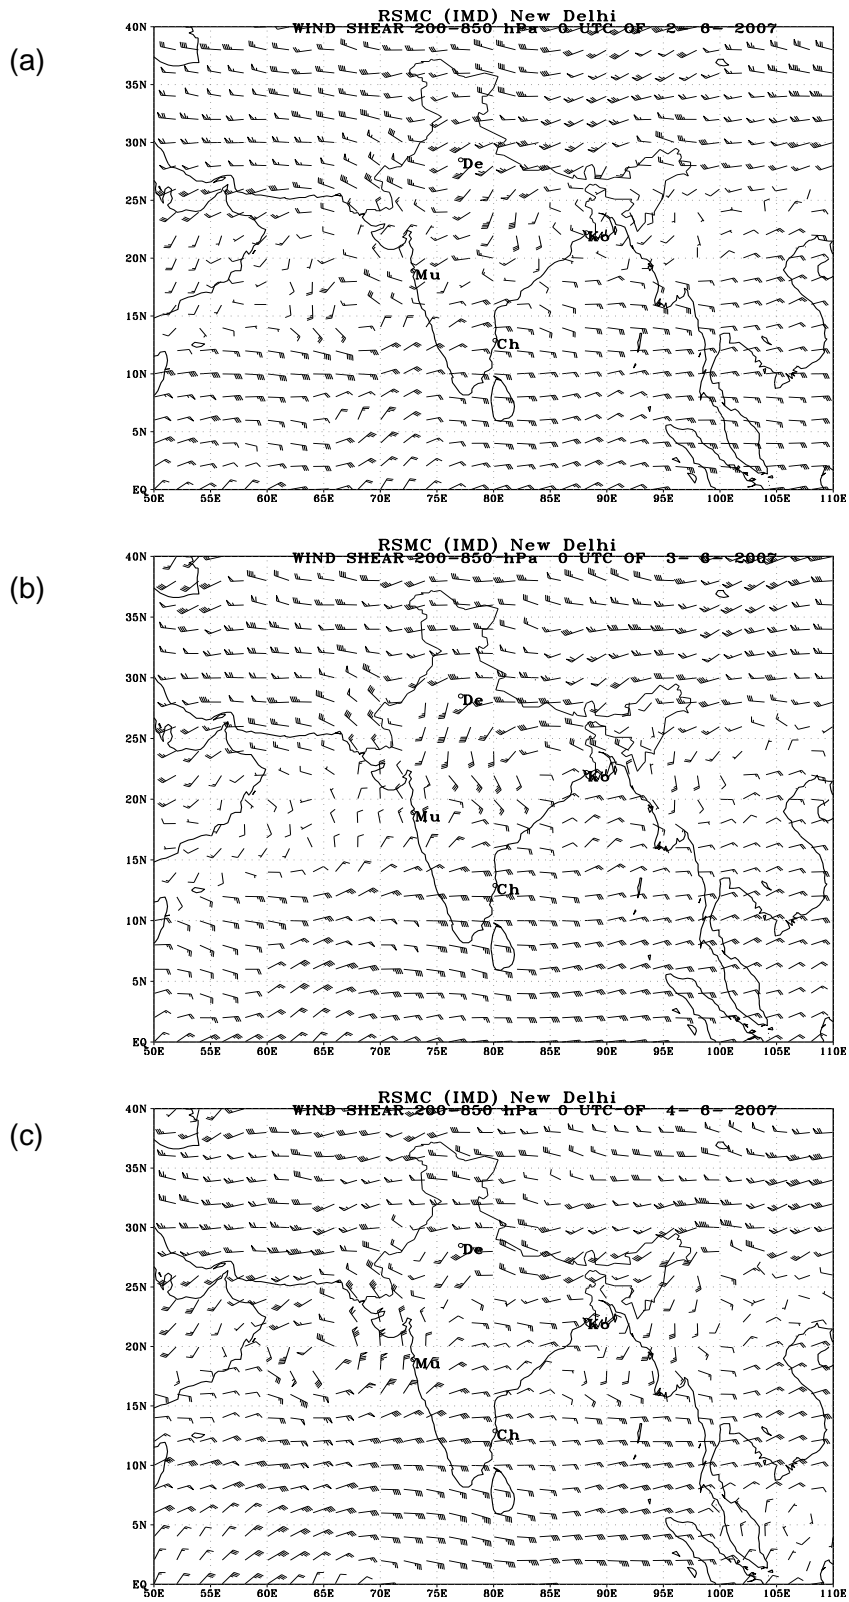 (a)
RSMC (IMD) New Delhi
WIND SHEAR 200-850 hPa 0 UTC OF 2- 6- 2007
40N
35N
30N
De
25N
Ko
20N
Mu
15N
Ch
10N
5N
EQ
50E 55E 60E 65E 70E 75E 80E 85E 90E 95E 100E 105E 110E
(b)
RSMC (IMD) New Delhi
WIND SHEAR 200-850 hPa 0 UTC OF 3- 6- 2007
40N
35N
30N
De
25N
Ko
20N
Mu
15N
Ch
10N
5N
EQ
50E 55E 60E 65E 70E 75E 80E 85E 90E 95E 100E 105E 110E
(c)
RSMC (IMD) New Delhi
WIND SHEAR 200-850 hPa 0 UTC OF 4- 6- 2007
40N
35N
30N
De
25N
Ko
20N
Mu
15N
Ch
10N
5N
EQ
50E 55E 60E 65E 70E 75E 80E 85E 90E 95E 100E 105E 110E